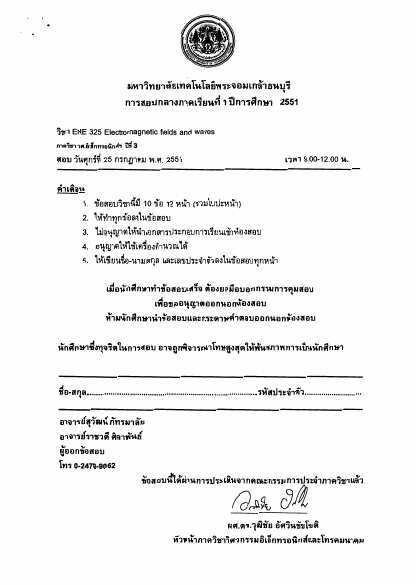 มหาวิทยาลัยเทคโนโลยีพระจอมเกล้าธนบุรี
การสอบกลางภาคเรียนที่ 1 ปีการศึกษา 2551
วิชา ENE 325 Electromagnetic fields and waves
ภาควิชา วศ.อิเล็กทรอนิกส์ฯ ปีที่ 3
สอบ วันศุกร์ที่ 25 กรกฎาคม พ.ศ. 2551 เวลา 9.00-12.00 น.
คำเตือน
1. ข้อสอบวิชานี้มี 10 ข้อ 12 หน้า (รวมใบปะหน้า)
2. ให้ทำทุกข้อลงในข้อสอบ
3. ไม่อนุญาตให้นำเอกสารประกอบการเรียนเข้าห้องสอบ
4. อนุญาตให้ใช้เครื่องคำนวณได้
5. ให้เขียนชื่อ-นามสกุล และเลขประจำตัวลงในข้อสอบทุกหน้า
เมื่อนักศึกษาทำข้อสอบเสร็จ ต้องยกมือบอกกรรมการคุมสอบ
เพื่อขออนุญาตออกนอกห้องสอบ
ห้ามนักศึกษานำข้อสอบและกระดาษคำตอบออกนอกห้องสอบ
นักศึกษาซึ่งทุจริตในการสอบ อาจถูกพิจารณาโทษสูงสุดให้พ้นสภาพการเป็นนักศึกษา
ชื่อ-สกุล..........................................................รหัสประจำตัว....................
อาจารย์สุวัฒน์ ภัทรมาลัย
อาจารย์ราชวดี ศิลาพันธ์
ผู้ออกข้อสอบ
โทร 0-2470-9062
ข้อสอบนี้ได้ผ่านการประเมินจากคณะกรรมการประจำภาควิชาแล้ว
ผศ.ดร.วุฒิชัย อัศวินชัยโชติ
หัวหน้าภาควิชาวิศวกรรมอิเล็กทรอนิกส์และโทรคมนาคม